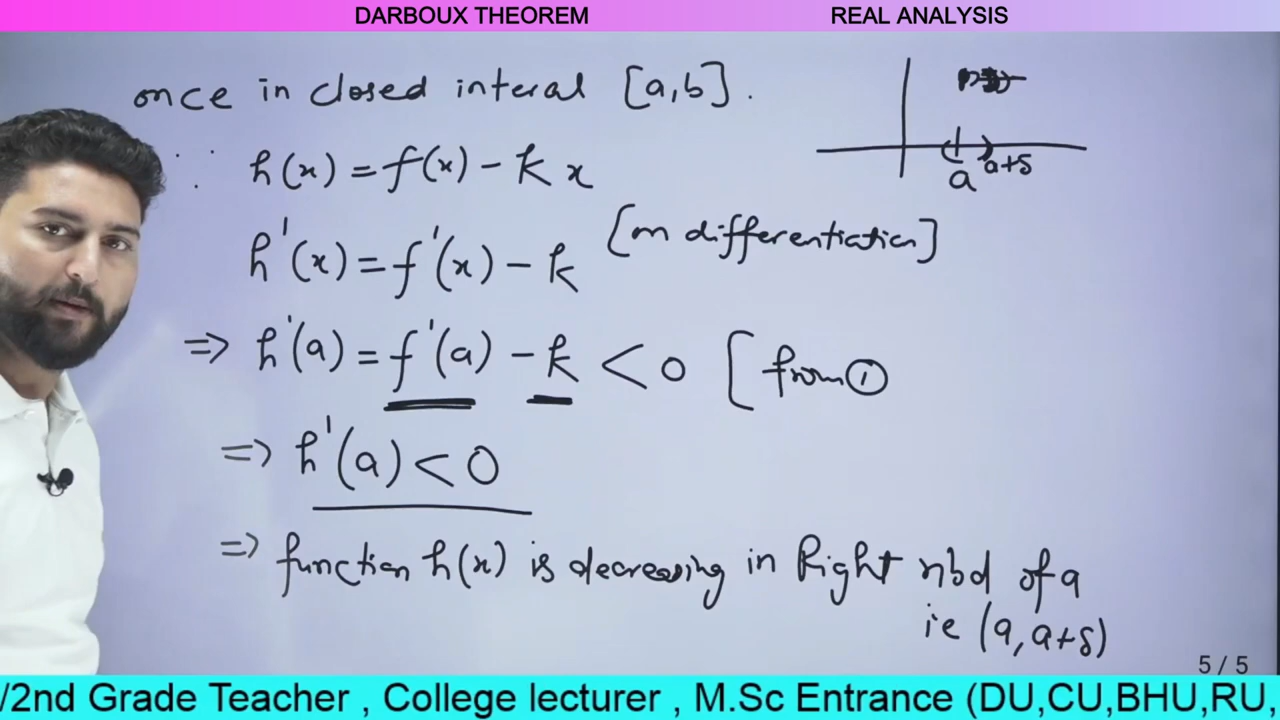 DARBOUX THEOREM REAL ANALYSIS
once in closed interal [a,b].
∵ h(x) = f(x) - k x
h'(x) = f'(x) - k [on differentiation]
a a+δ
⇒ h'(a) = f'(a) - k < 0 [from ①
⇒ h'(a) < 0
⇒ function h(x) is decreasing in Right nbd of a
ie (a, a+δ)
5 / 5
/2nd Grade Teacher , College lecturer , M.Sc Entrance (DU,CU,BHU,RU,